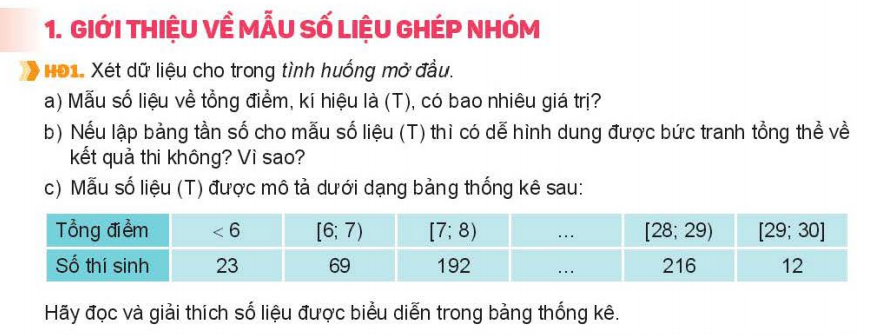 1. GIỚI THIỆU VỀ MẪU SỐ LIỆU GHÉP NHÓM
HĐ1. Xét dữ liệu cho trong tình huống mở đầu.
a) Mẫu số liệu về tổng điểm, kí hiệu là (T), có bao nhiêu giá trị?
b) Nếu lập bảng tần số cho mẫu số liệu (T) thì có dễ hình dung được bức tranh tổng thể về
kết quả thi không? Vì sao?
c) Mẫu số liệu (T) được mô tả dưới dạng bảng thống kê sau:
Tổng điểm < 6 [6; 7) [7; 8) ... [28; 29) [29; 30]
Số thí sinh 23 69 192 ... 216 12
Hãy đọc và giải thích số liệu được biểu diễn trong bảng thống kê.